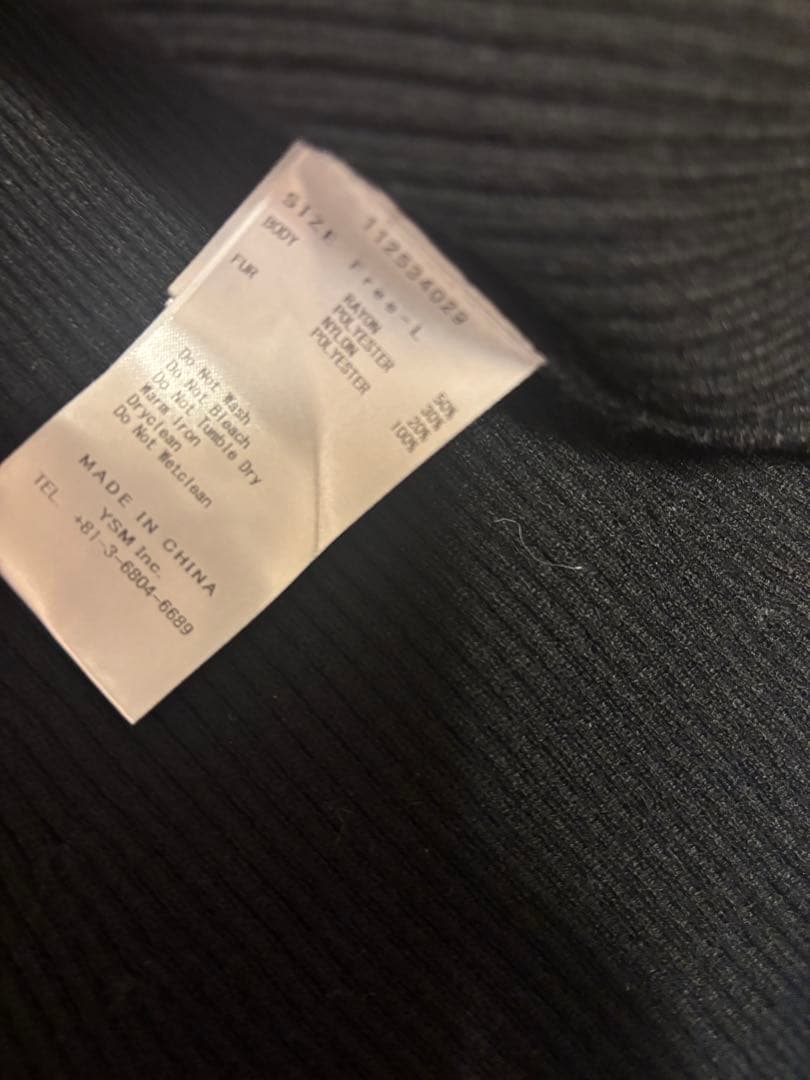 112534029
SIZE Free-L
BODY RAYON 50%
POLYESTER 30%
NYLON 20%
FUR POLYESTER 100%
Do Not Wash
Do Not Bleach
Do Not Tumble Dry
Warm Iron
Dryclean
Do Not Wetclean
MADE IN CHINA
YSM Inc.
TEL +81-3-6804-6689